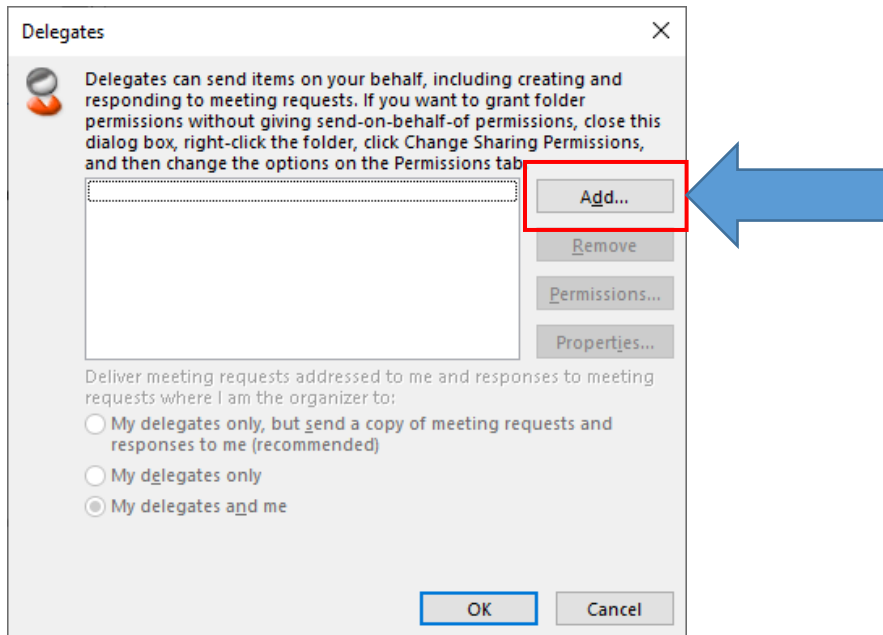 Delegates
Delegates can send items on your behalf, including creating and
responding to meeting requests. If you want to grant folder
permissions without giving send-on-behalf-of permissions, close this
dialog box, right-click the folder, click Change Sharing Permissions,
and then change the options on the Permissions tab
Add...
Remove
Permissions...
Properties...
Deliver meeting requests addressed to me and responses to meeting
requests where I am the organizer to:
My delegates only, but send a copy of meeting requests and
responses to me (recommended)
My delegates only
My delegates and me
OK
Cancel